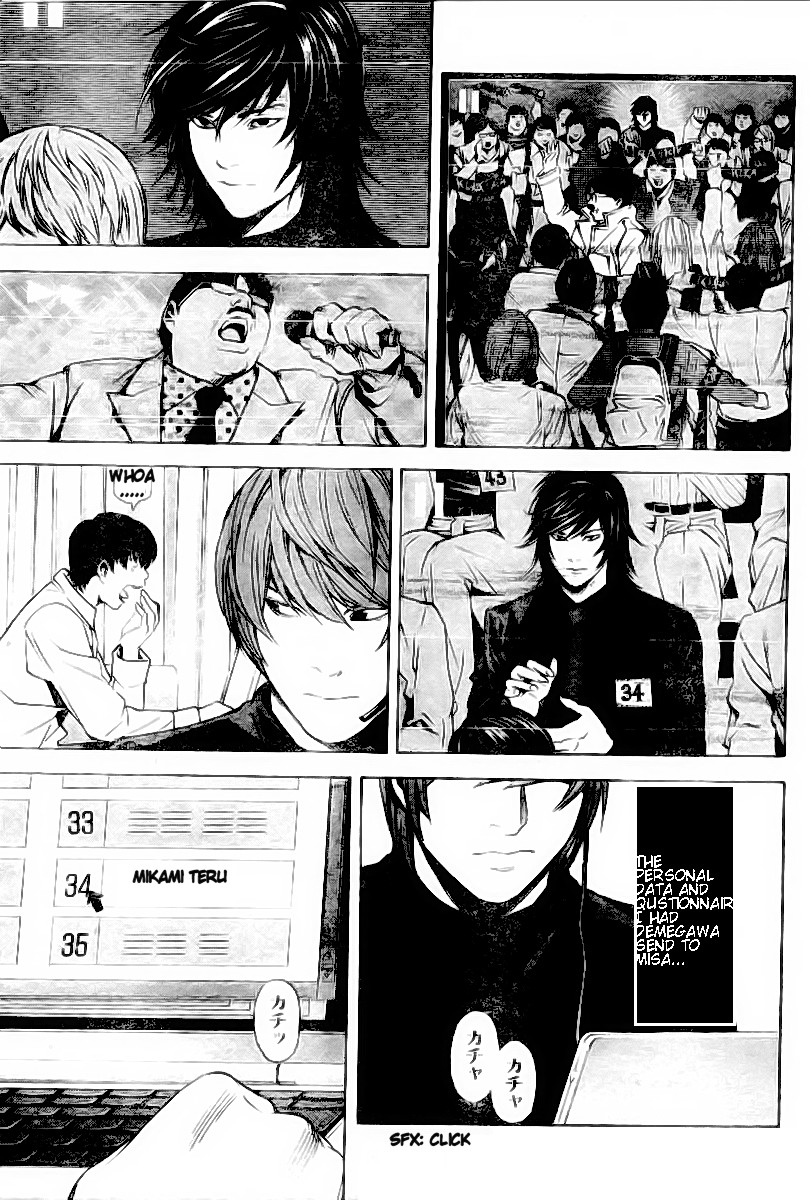 43
WHOA
.....
34
THE
PERSONAL
DATA AND
QUSTIONNAIR
I HAD
DEMEGAWA
SEND TO
MISA...
カチャ
カチャ
SFX: CLICK
33
34
MIKAMI TERU
35
カチッ